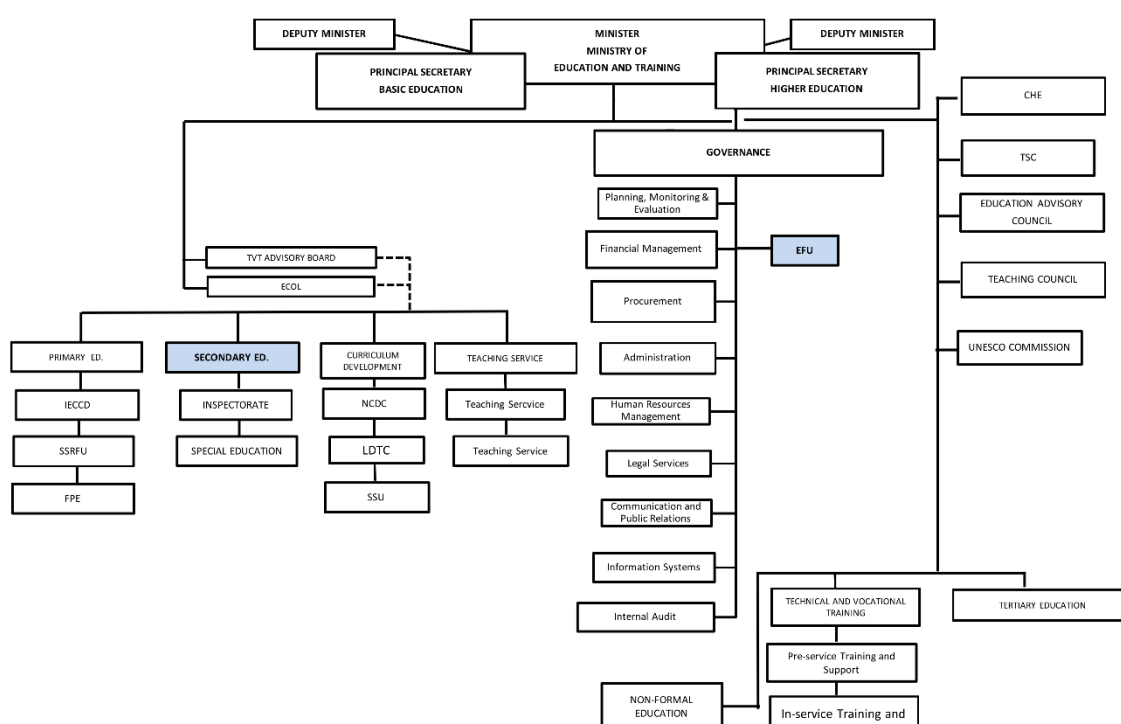 DEPUTY MINISTER
MINISTER
MINISTRY OF
EDUCATION AND TRAINING
DEPUTY MINISTER
PRINCIPAL SECRETARY
BASIC EDUCATION
PRINCIPAL SECRETARY
HIGHER EDUCATION
CHE
GOVERNANCE
TSC
Planning, Monitoring &
Evaluation
EDUCATION ADVISORY
COUNCIL
Financial Management
EFU
TVT ADVISORY BOARD
ECOL
Procurement
TEACHING COUNCIL
PRIMARY ED.
SECONDARY ED.
CURRICULUM
DEVELOPMENT
TEACHING SERVICE
Administration
UNESCO COMMISSION
IECCD
INSPECTORATE
NCDC
Teaching Sercvice
Human Resources
Management
SSRFU
SPECIAL EDUCATION
LDTC
Teaching Service
Legal Services
FPE
SSU
Communication and
Public Relations
Information Systems
Internal Audit
TECHNICAL AND VOCATIONAL
TRAINING
TERTIARY EDUCATION
Pre-service Training and
Support
NON-FORMAL
EDUCATION
In-service Training and